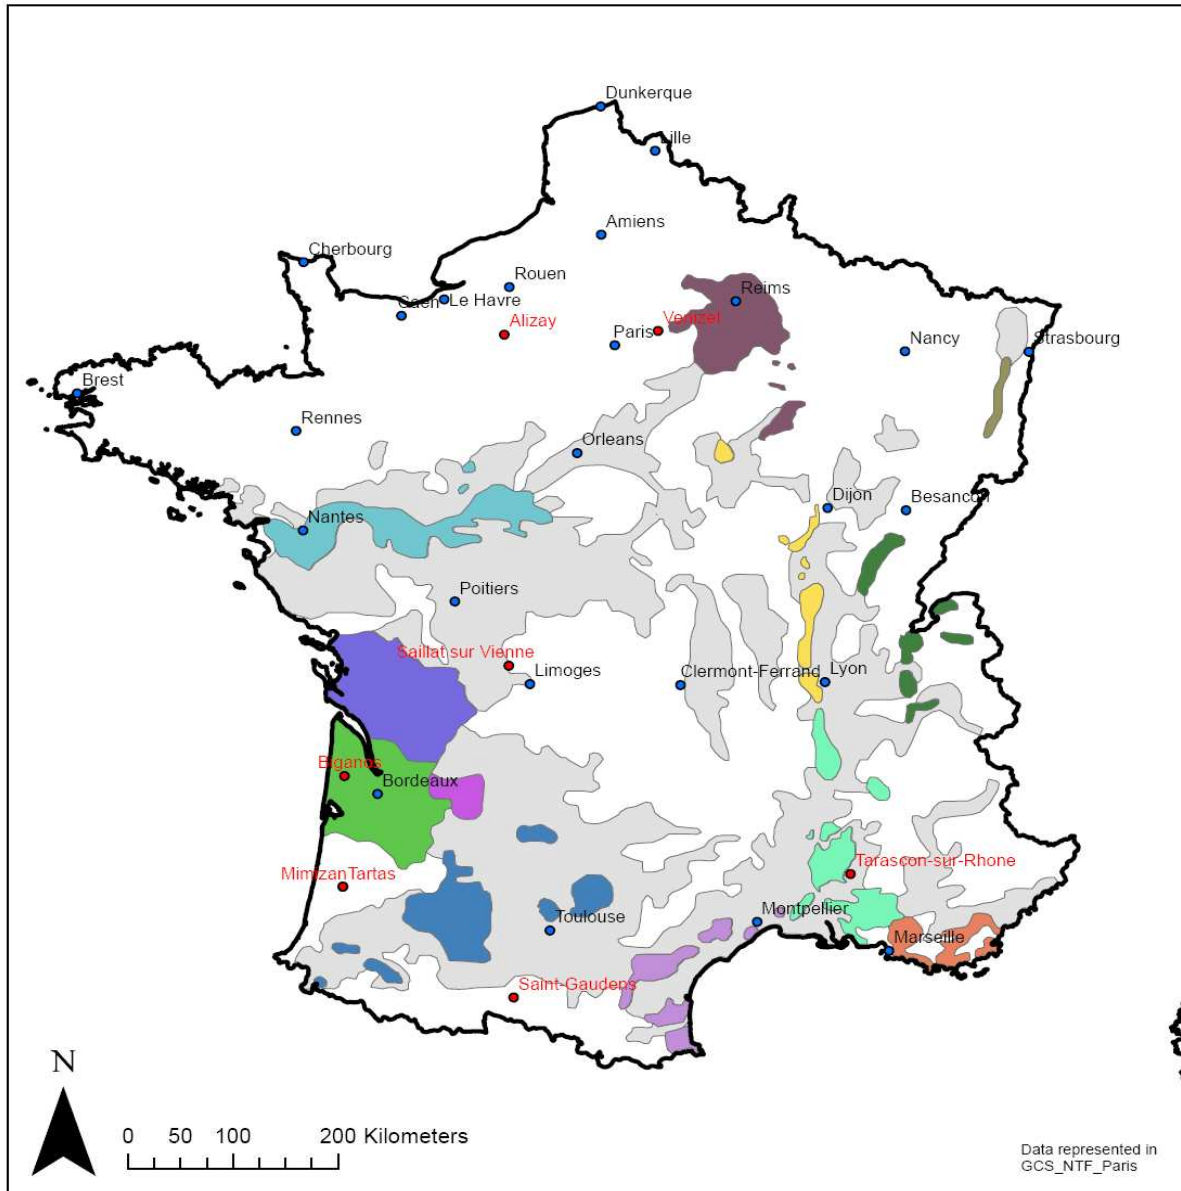 Dunkerque
Lille
Amiens
Cherbourg
Rouen
Reims
Caen
Le Havre
Alizay
Venizel
Paris
Nancy
Strasbourg
Brest
Rennes
Orleans
Dijon
Besancon
Nantes
Poitiers
Saillat sur Vienne
Limoges
Clermont-Ferrand
Lyon
Biganos
Bordeaux
Tarascon-sur-Rhone
MimizanTartas
Montpellier
Toulouse
Marseille
Saint-Gaudens
N
0 50 100 200 Kilometers
Data represented in
GCS_NTF_Paris